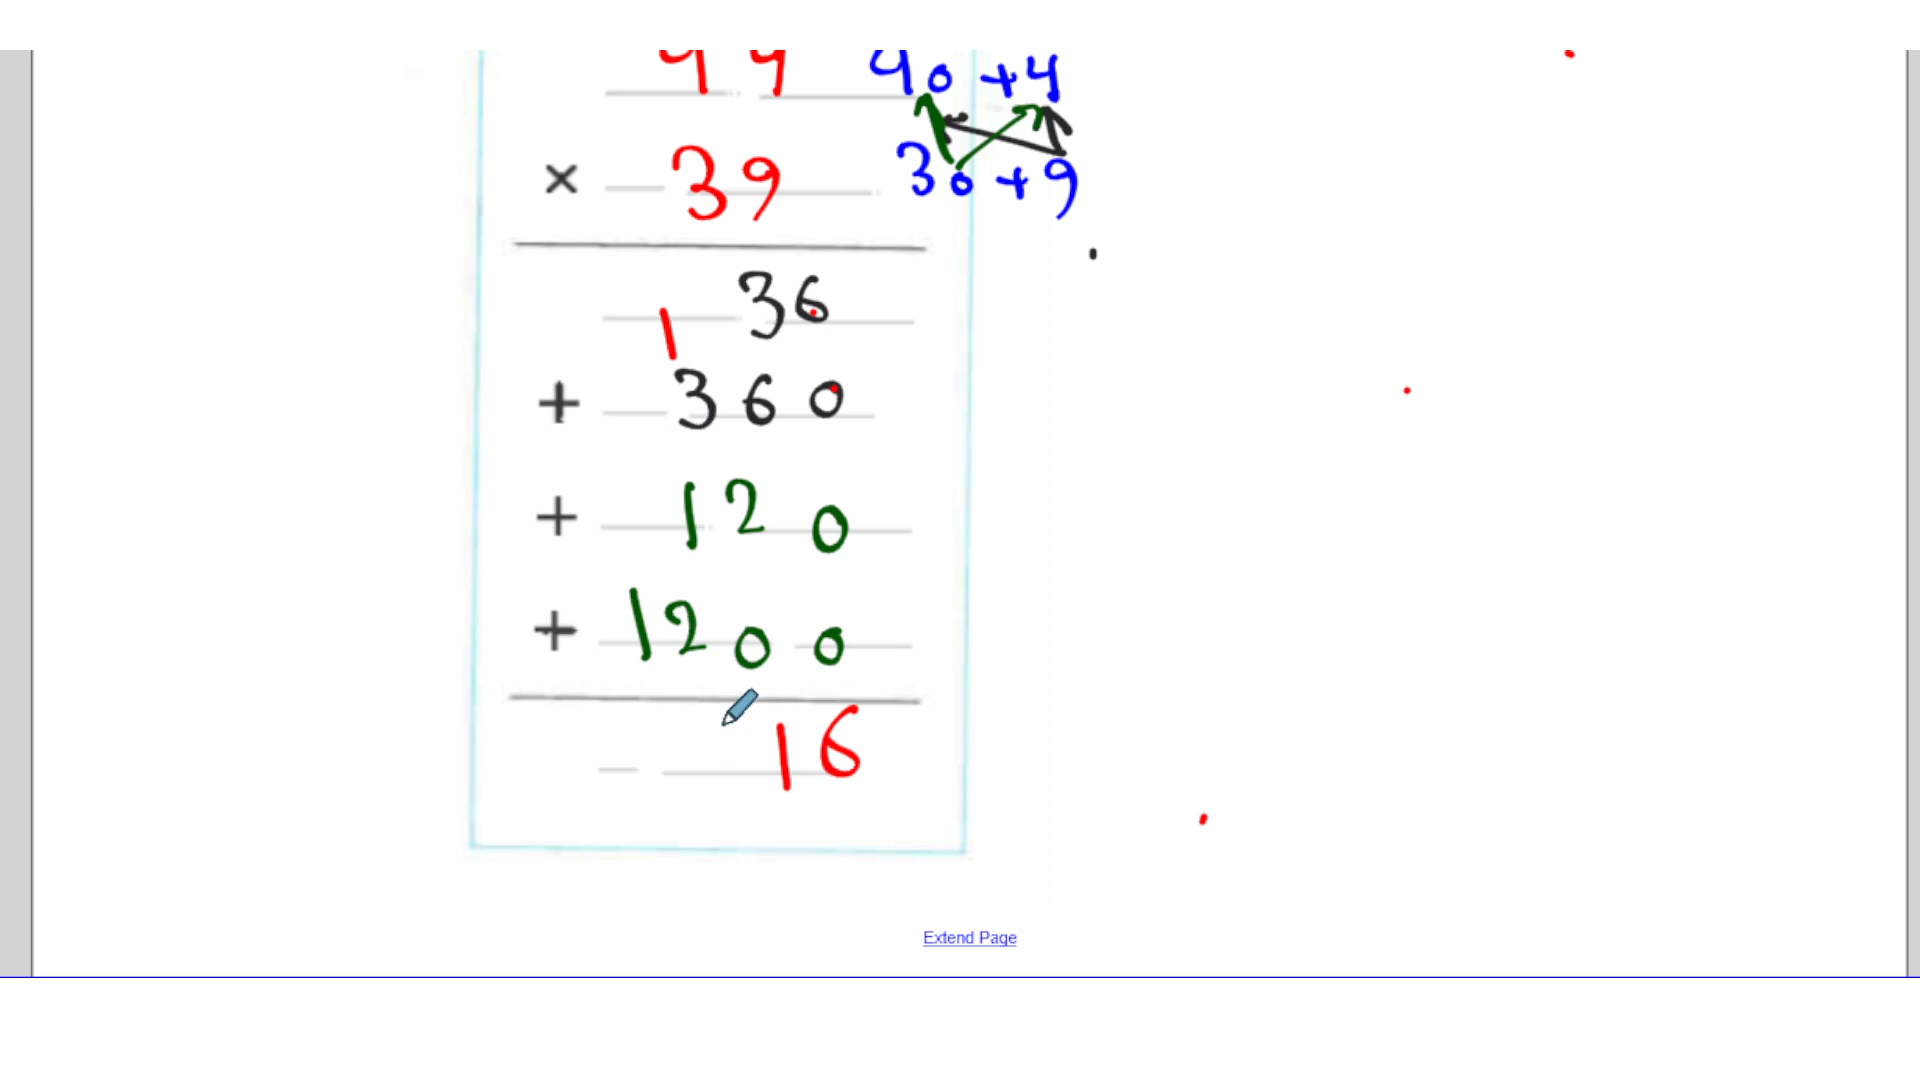 44 40 + 4
× 39 30 + 9
36
1
+ 360
+ 120
+ 1200
16
Extend Page